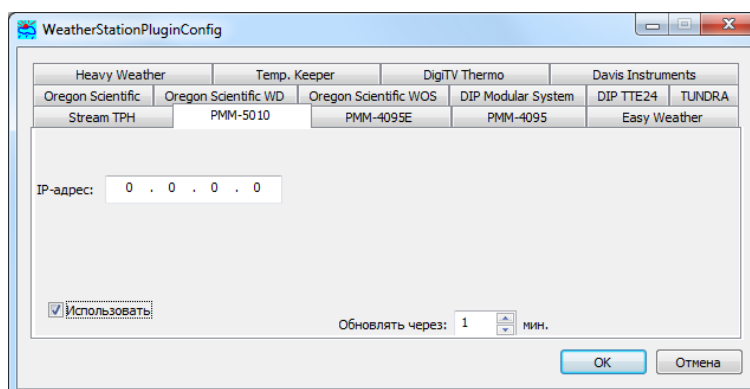 WeatherStationPluginConfig
Heavy Weather Temp. Keeper DigiTV Thermo Davis Instruments
Oregon Scientific Oregon Scientific WD Oregon Scientific WOS DIP Modular System DIP TTE24 TUNDRA
Stream TPH PMM-5010 PMM-4095E PMM-4095 Easy Weather
IP-адрес: 0 . 0 . 0 . 0
Использовать
Обновлять через: 1 мин.
OK Отмена